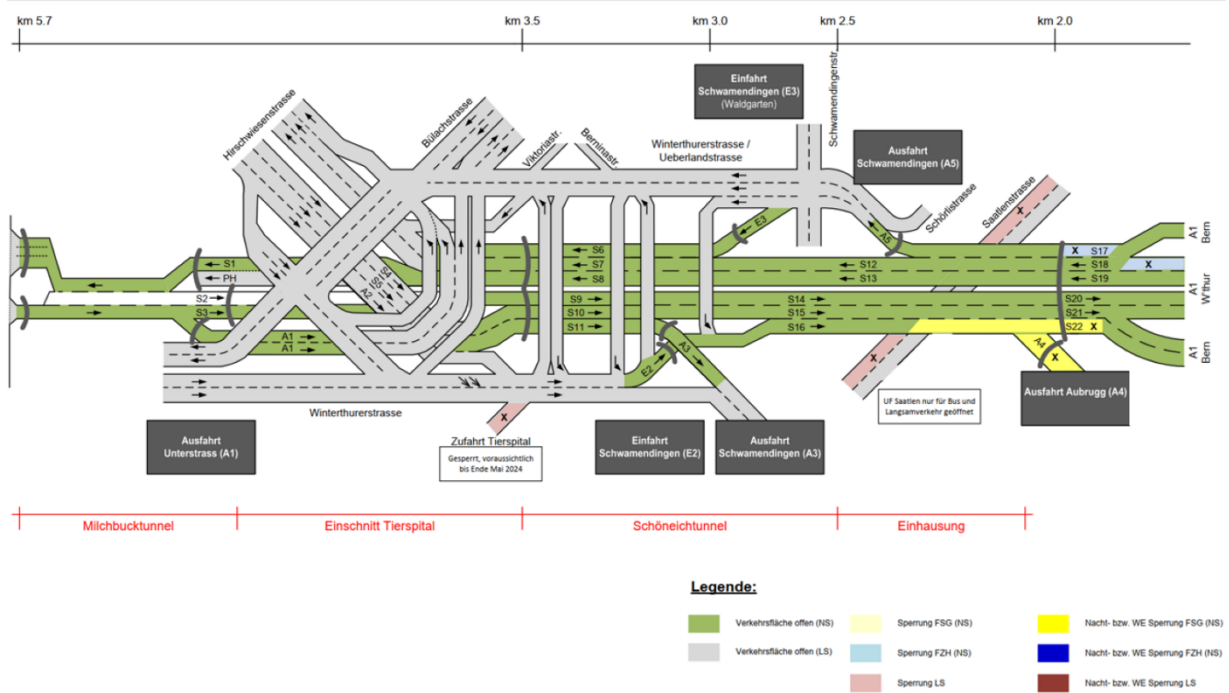 km 5.7
km 3.5
km 3.0
km 2.5
km 2.0
Einfahrt
Schwamendingen (E3)
(Waldgarten)
Schwamendingenstr.
Hirschwiesenstrasse
Bülachstrasse
Viktoriastr.
Berninastr.
Winterthurerstrasse /
Ueberlandstrasse
Ausfahrt
Schwamendingen (A5)
Schörlistrasse
Saatlenstrasse
X
E3
A5
A1
Bern
S1
PH
S2
S3
S4
S5
A2
S6
S7
S8
S12
S13
X
S17
S18
X
S19
A1
W'thur
S9
S10
S11
S14
S15
S16
S20
S21
S22
X
A1
A1
A3
E2
A4
X
A1
Bern
Winterthurerstrasse
X
UF Saatlen nur für Bus und
Langsamverkehr geöffnet
Ausfahrt Aubrugg (A4)
Ausfahrt
Unterstrass (A1)
Zufahrt Tierspital
Gesperrt, voraussichtlich
bis Ende Mai 2024
Einfahrt
Schwamendingen (E2)
Ausfahrt
Schwamendingen (A3)
Milchbucktunnel
Einschnitt Tierspital
Schöneichtunnel
Einhausung
Legende:
Verkehrsfläche offen (NS)
Sperrung FSG (NS)
Nacht- bzw. WE Sperrung FSG (NS)
Verkehrsfläche offen (LS)
Sperrung FZH (NS)
Nacht- bzw. WE Sperrung FZH (NS)
Sperrung LS
Nacht- bzw. WE Sperrung LS